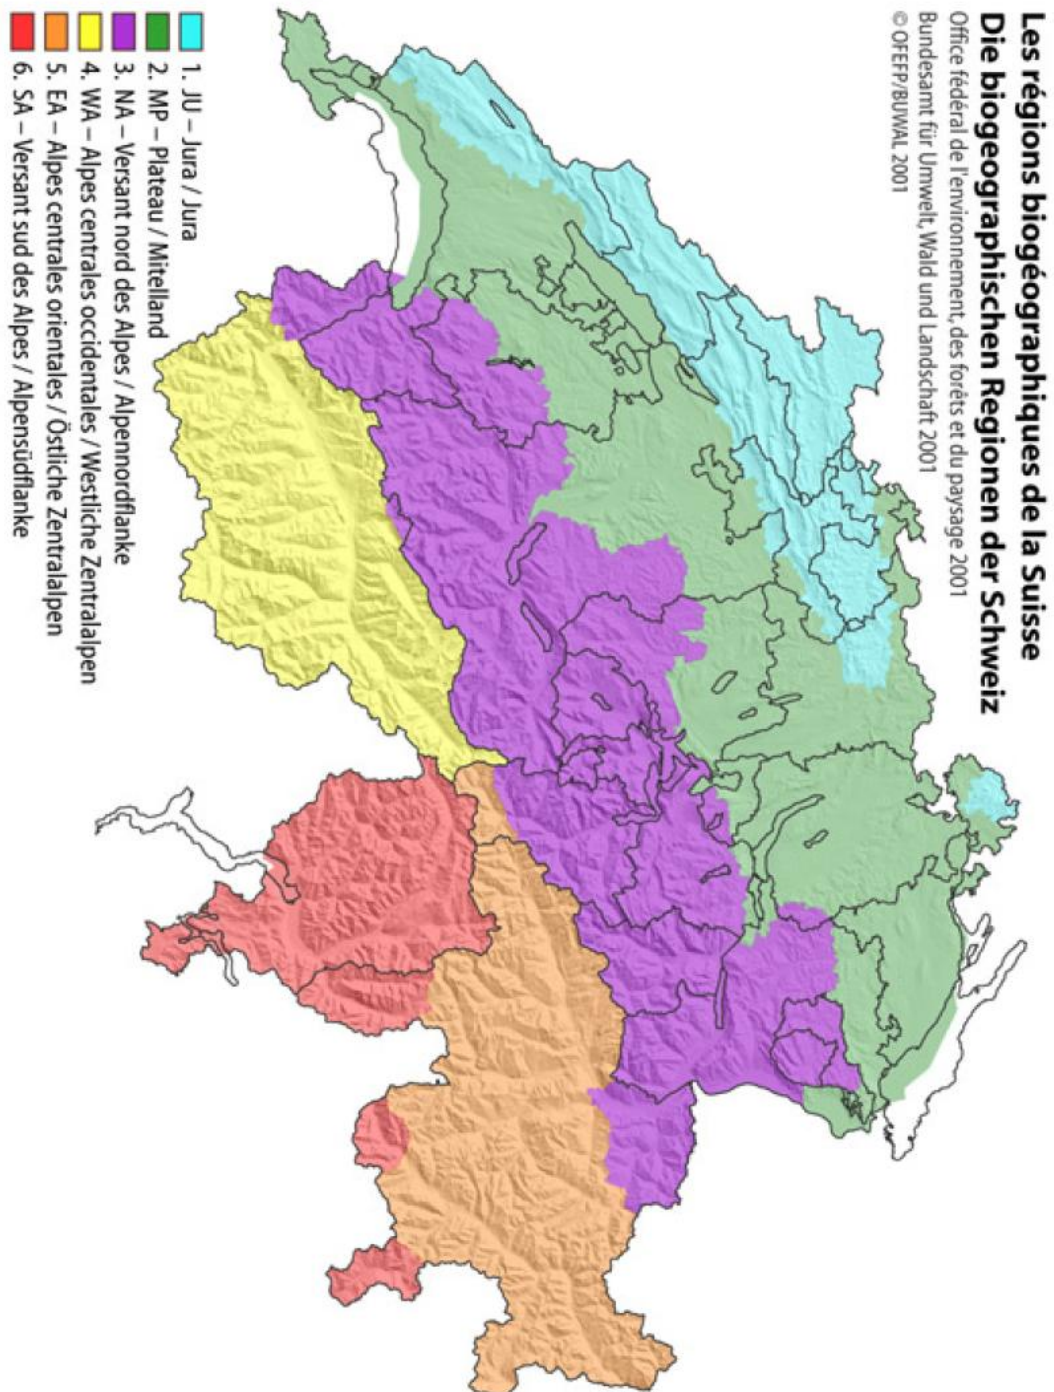 Les régions biogéographiques de la Suisse
Die biogeographischen Regionen der Schweiz
Office fédéral de l'environnement, des forêts et du paysage 2001
Bundesamt für Umwelt, Wald und Landschaft 2001
© OFEFP/BUWAL 2001
1. JU – Jura / Jura
2. MP – Plateau / Mitelland
3. NA – Versant nord des Alpes / Alpennordflanke
4. WA – Alpes centrales occidentales / Westliche Zentralalpen
5. EA – Alpes centrales orientales / Östliche Zentralalpen
6. SA – Versant sud des Alpes / Alpensüdflanke